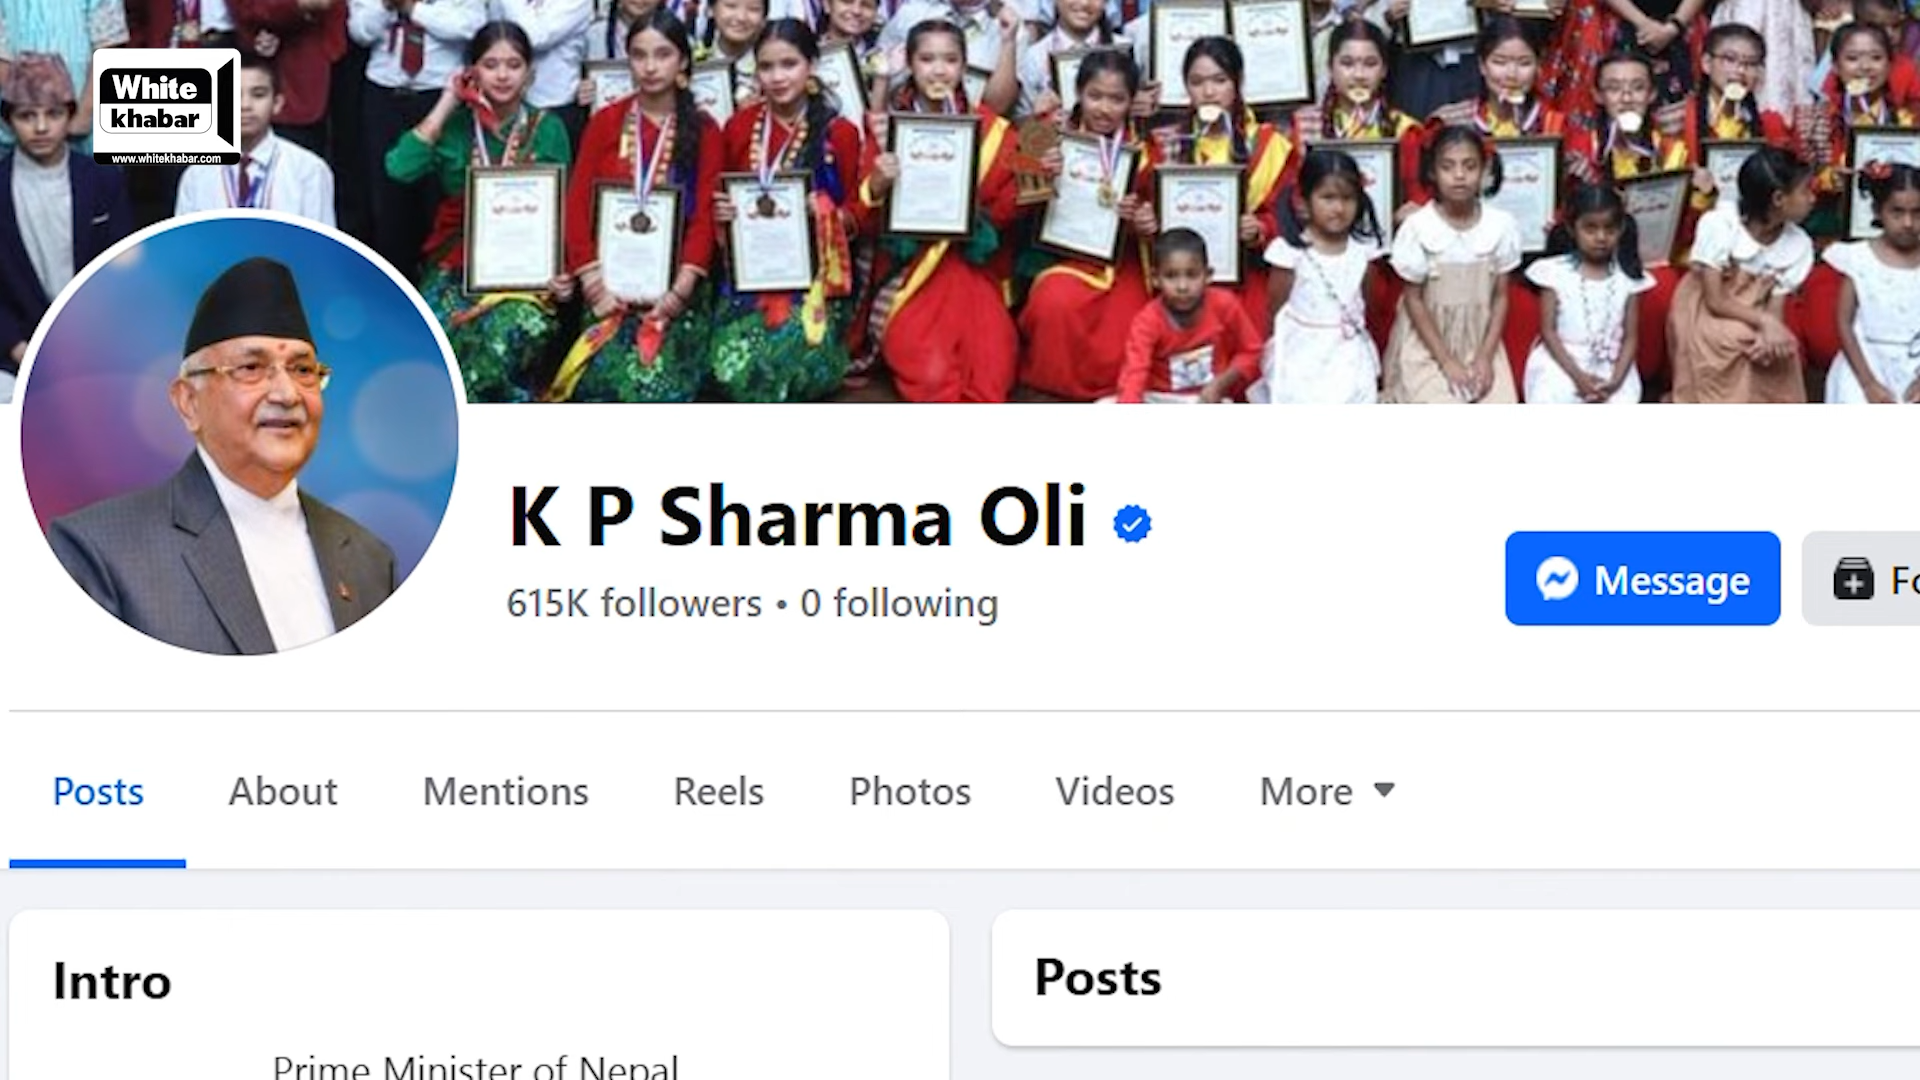 White
khabar
www.whitekhabar.com
K P Sharma Oli
615K followers • 0 following
Message
Fo
Posts
About
Mentions
Reels
Photos
Videos
More
Intro
Posts
Prime Minister of Nepal